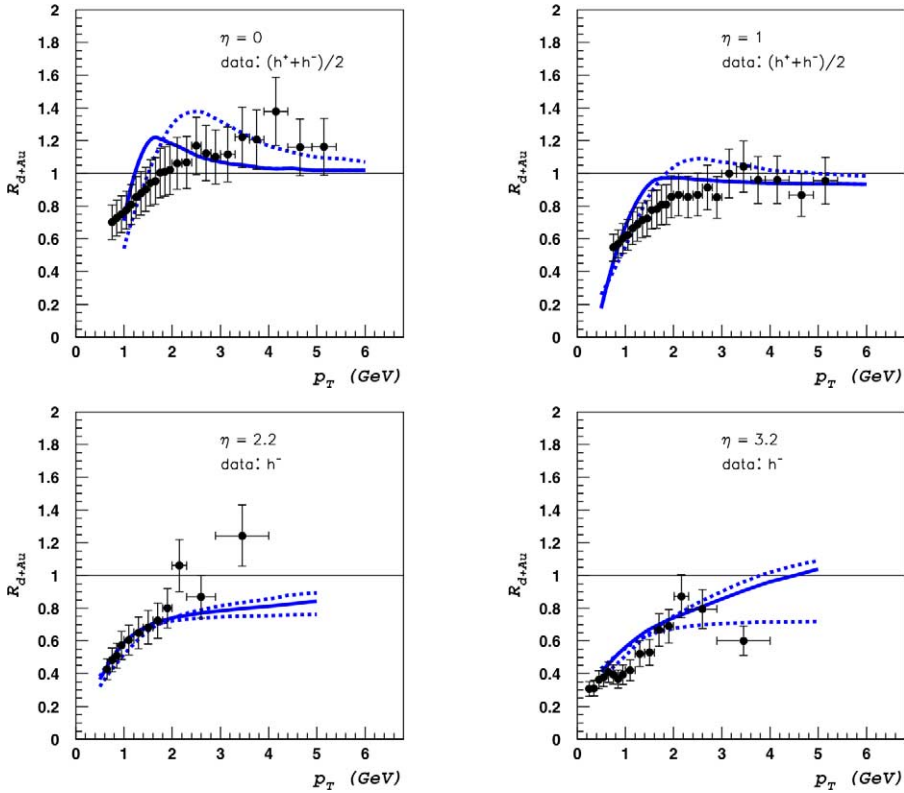 2
1.8
1.6
1.4
1.2
1
0.8
0.6
0.4
0.2
0
R_{d+Au}
η = 0
data: (h⁺+h⁻)/2
0 1 2 3 4 5 6
p_T (GeV)
2
1.8
1.6
1.4
1.2
1
0.8
0.6
0.4
0.2
0
R_{d+Au}
η = 1
data: (h⁺+h⁻)/2
0 1 2 3 4 5 6
p_T (GeV)
2
1.8
1.6
1.4
1.2
1
0.8
0.6
0.4
0.2
0
R_{d+Au}
η = 2.2
data: h⁻
0 1 2 3 4 5 6
p_T (GeV)
2
1.8
1.6
1.4
1.2
1
0.8
0.6
0.4
0.2
0
R_{d+Au}
η = 3.2
data: h⁻
0 1 2 3 4 5 6
p_T (GeV)